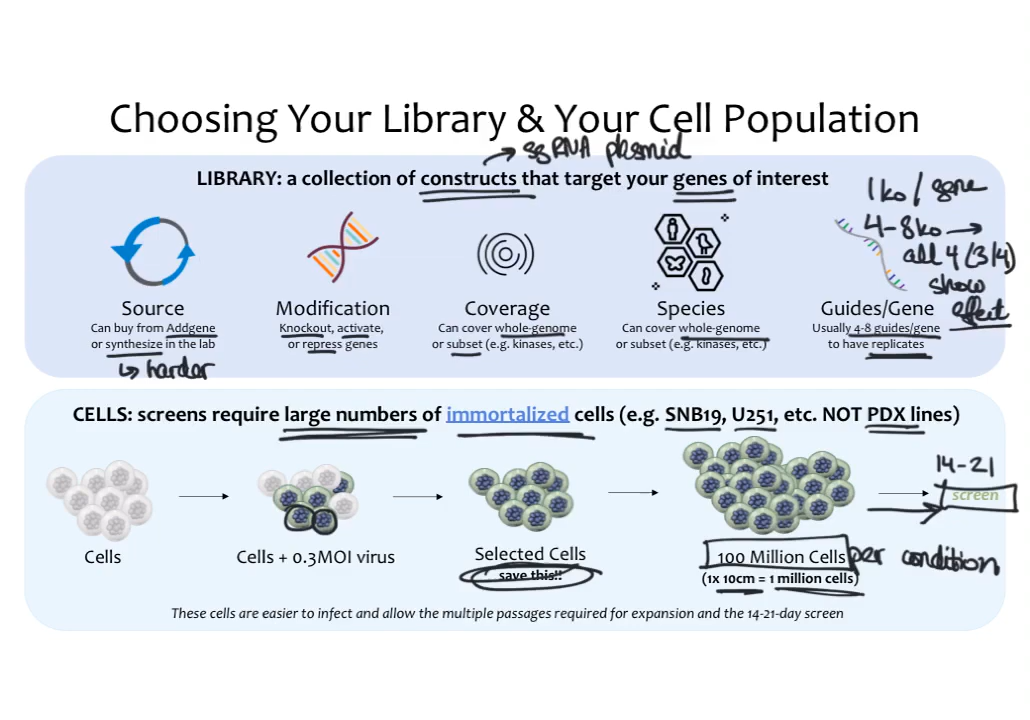 Choosing Your Library & Your Cell Population
→ sgRNA plasmid
LIBRARY: a collection of constructs that target your genes of interest
1 ko / gene
4-8ko →
all 4 (3/4)
show
effect
Source
Can buy from Addgene
or synthesize in the lab
↳ harder
Modification
Knockout, activate,
or repress genes
Coverage
Can cover whole-genome
or subset (e.g. kinases, etc.)
Species
Can cover whole-genome
or subset (e.g. kinases, etc.)
Guides/Gene
Usually 4-8 guides/gene
to have replicates
CELLS: screens require large numbers of immortalized cells (e.g. SNB19, U251, etc. NOT PDX lines)
Cells
Cells + 0.3MOI virus
Selected Cells
save this!!
100 Million Cells per condition
(1x 10cm = 1 million cells)
14-21
screen
These cells are easier to infect and allow the multiple passages required for expansion and the 14-21-day screen